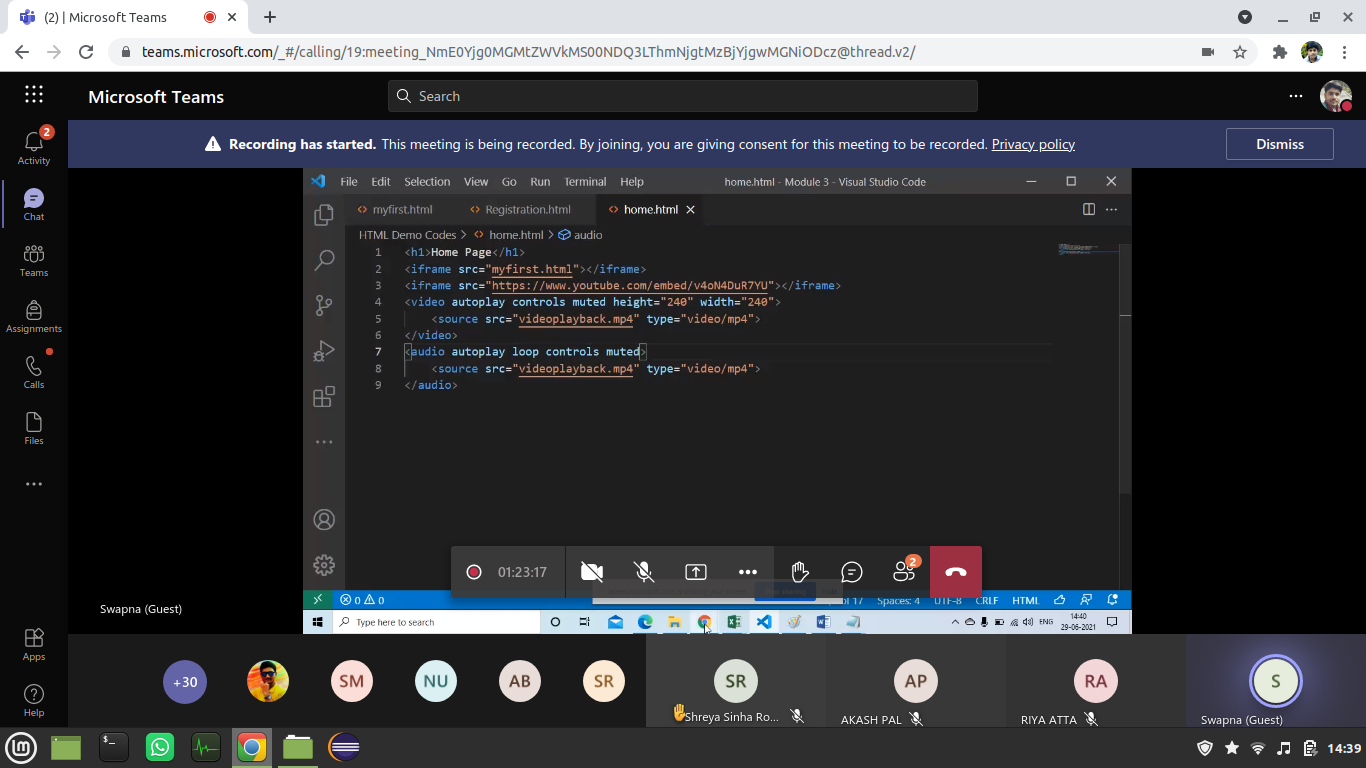 (2) | Microsoft Teams
teams.microsoft.com/_#/calling/19:meeting_NmE0Yjg0MGMtZWVkMS00NDQ3LThmNjgtMzBjYjgwMGNiODcz@thread.v2/
Microsoft Teams
Search
2
Activity
Chat
Teams
Assignments
Calls
Files
Apps
Help
Recording has started. This meeting is being recorded. By joining, you are giving consent for this meeting to be recorded. Privacy policy
Dismiss
File Edit Selection View Go Run Terminal Help
home.html - Module 3 - Visual Studio Code
myfirst.html
Registration.html
home.html
HTML Demo Codes > home.html > audio
1 <h1>Home Page</h1>
2 <iframe src="myfirst.html"></iframe>
3 <iframe src="https://www.youtube.com/embed/v4oN4DuR7YU"></iframe>
4 <video autoplay controls muted height="240" width="240">
5 <source src="videoplayback.mp4" type="video/mp4">
6 </video>
7 <audio autoplay loop controls muted>
8 <source src="videoplayback.mp4" type="video/mp4">
9 </audio>
01:23:17
2
0 0
ol 17 Spaces: 4 UTF-8 CRLF HTML
Type here to search
ENG
14:40
29-06-2021
Swapna (Guest)
+30
SM
NU
AB
SR
SR
Shreya Sinha Ro...
AP
AKASH PAL
RA
RIYA ATTA
S
Swapna (Guest)
14:39